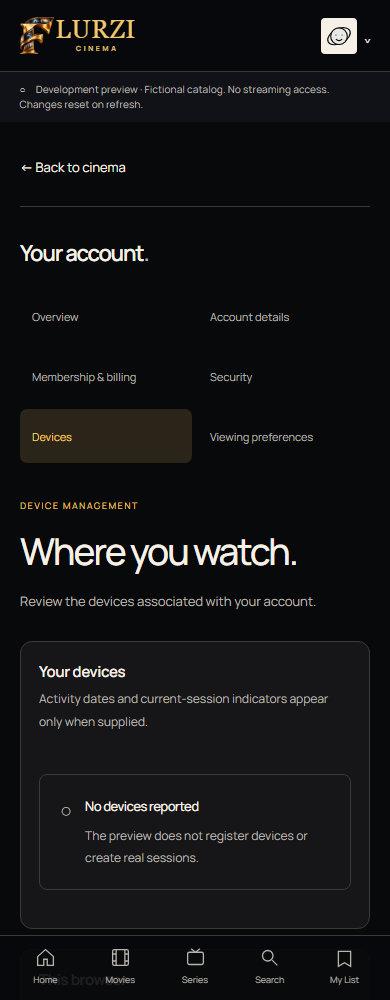 FLURZI
CINEMA
Development preview · Fictional catalog. No streaming access.
Changes reset on refresh.
← Back to cinema
Your account.
Overview
Account details
Membership & billing
Security
Devices
Viewing preferences
DEVICE MANAGEMENT
Where you watch.
Review the devices associated with your account.
Your devices
Activity dates and current-session indicators appear
only when supplied.
No devices reported
The preview does not register devices or
create real sessions.
Home
Movies
Series
Search
My List